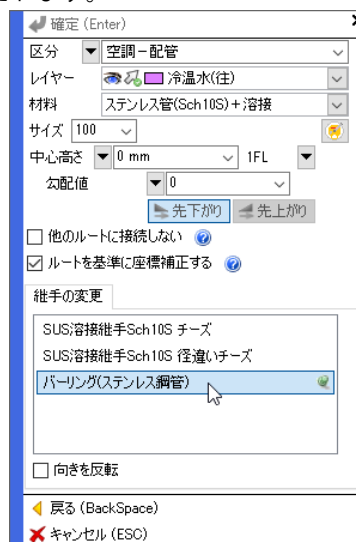 確定 (Enter)
区分 空調－配管
レイヤー 冷温水(往)
材料 ステンレス管(Sch10S)+溶接
サイズ 100
中心高さ 0 mm 1FL
勾配値 0
先下がり 先上がり
他のルートに接続しない
ルートを基準に座標補正する
継手の変更
SUS溶接継手Sch10S チーズ
SUS溶接継手Sch10S 径違いチーズ
バーリング(ステンレス鋼管)
向きを反転
戻る (BackSpace)
キャンセル (ESC)